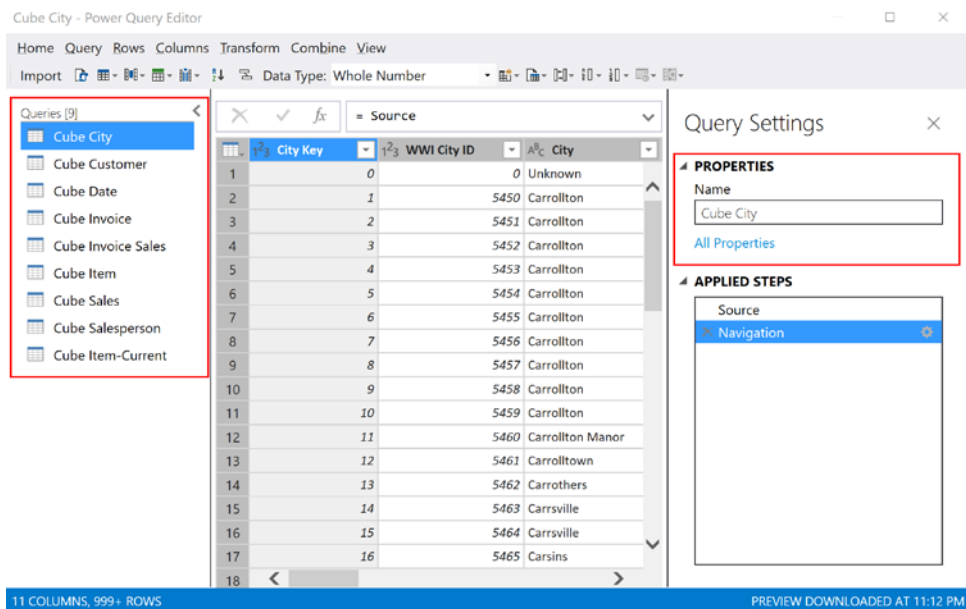 Cube City - Power Query Editor
Home Query Rows Columns Transform Combine View
Import Data Type: Whole Number
Queries [9]
Cube City
Cube Customer
Cube Date
Cube Invoice
Cube Invoice Sales
Cube Item
Cube Sales
Cube Salesperson
Cube Item-Current
fx = Source
1²3 City Key 1²3 WWI City ID ABC City
1 0 0 Unknown
2 1 5450 Carrollton
3 2 5451 Carrollton
4 3 5452 Carrollton
5 4 5453 Carrollton
6 5 5454 Carrollton
7 6 5455 Carrollton
8 7 5456 Carrollton
9 8 5457 Carrollton
10 9 5458 Carrollton
11 10 5459 Carrollton
12 11 5460 Carrollton Manor
13 12 5461 Carrolltown
14 13 5462 Carrothers
15 14 5463 Carrsville
16 15 5464 Carrsville
17 16 5465 Carsins
18
Query Settings
PROPERTIES
Name
Cube City
All Properties
APPLIED STEPS
Source
Navigation
11 COLUMNS, 999+ ROWS
PREVIEW DOWNLOADED AT 11:12 PM